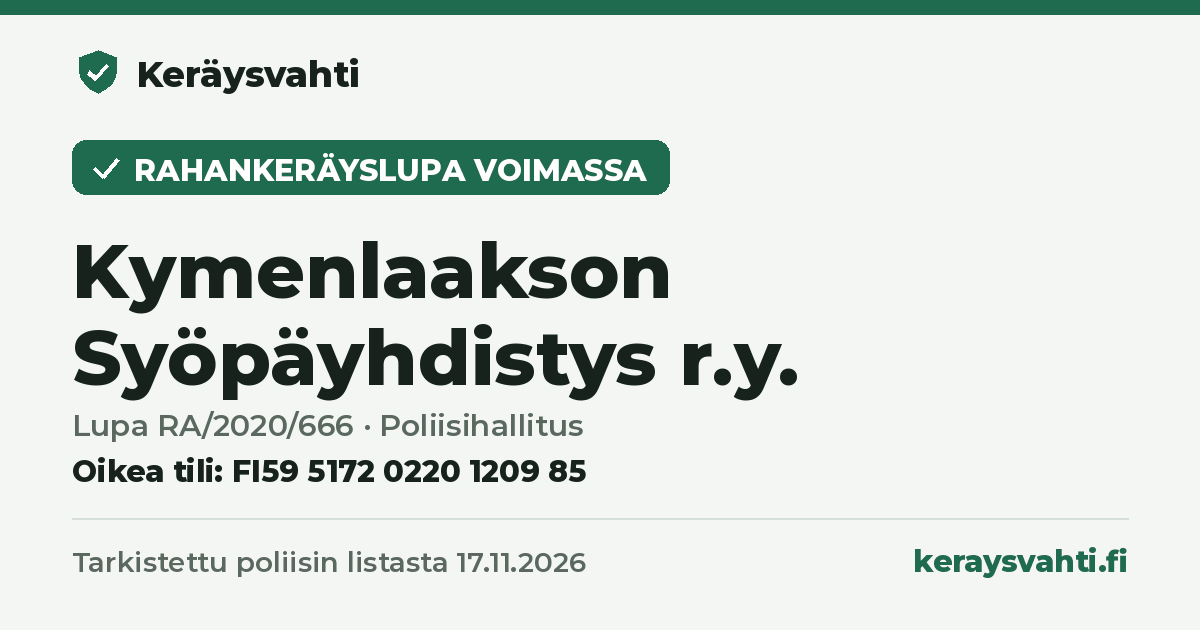 Keräysvahti
RAHANKERÄYSLUPA VOIMASSA
Kymenlaakson
Syöpäyhdistys r.y.
Lupa RA/2020/666 · Poliisihallitus
Oikea tili: FI59 5172 0220 1209 85
Tarkistettu poliisin listasta 17.11.2026
keraysvahti.fi